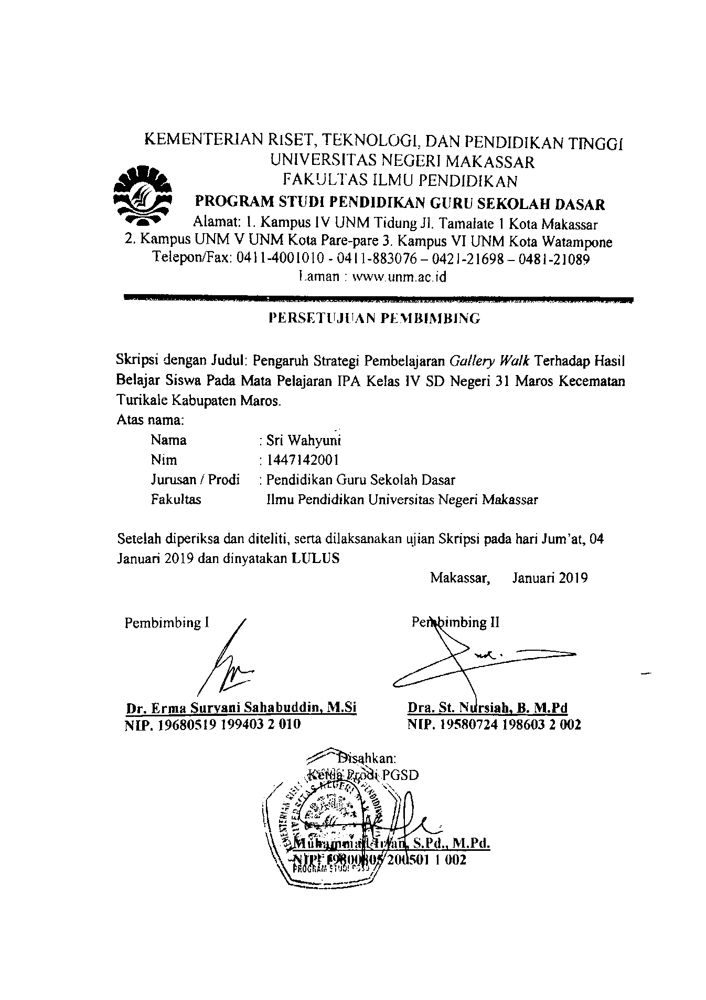 KEMENTERIAN RISET, TEKNOLOGI, DAN PENDIDIKAN TINGGI
UNIVERSITAS NEGERI MAKASSAR
FAKULTAS ILMU PENDIDIKAN
PROGRAM STUDI PENDIDIKAN GURU SEKOLAH DASAR
Alamat: 1. Kampus IV UNM Tidung Jl. Tamalate 1 Kota Makassar
2. Kampus UNM V UNM Kota Pare-pare 3. Kampus VI UNM Kota Watampone
Telepon/Fax: 0411-4001010 - 0411-883076 – 0421-21698 – 0481-21089
Laman : www.unm.ac.id
PERSETUJUAN PEMBIMBING
Skripsi dengan Judul: Pengaruh Strategi Pembelajaran Gallery Walk Terhadap Hasil
Belajar Siswa Pada Mata Pelajaran IPA Kelas IV SD Negeri 31 Maros Kecematan
Turikale Kabupaten Maros.
Atas nama:
Nama : Sri Wahyuni
Nim : 1447142001
Jurusan / Prodi : Pendidikan Guru Sekolah Dasar
Fakultas Ilmu Pendidikan Universitas Negeri Makassar
Setelah diperiksa dan diteliti, serta dilaksanakan ujian Skripsi pada hari Jum'at, 04
Januari 2019 dan dinyatakan LULUS
Makassar, Januari 2019
Pembimbing I Pembimbing II
Dr. Erma Suryani Sahabuddin, M.Si Dra. St. Nursiah, B. M.Pd
NIP. 19680519 199403 2 010 NIP. 19580724 198603 2 002
Disahkan:
Ketua Prodi PGSD
Muhammad Irfan, S.Pd., M.Pd.
NIP. 19800805 200501 1 002
PROGRAM STUDI PGSD